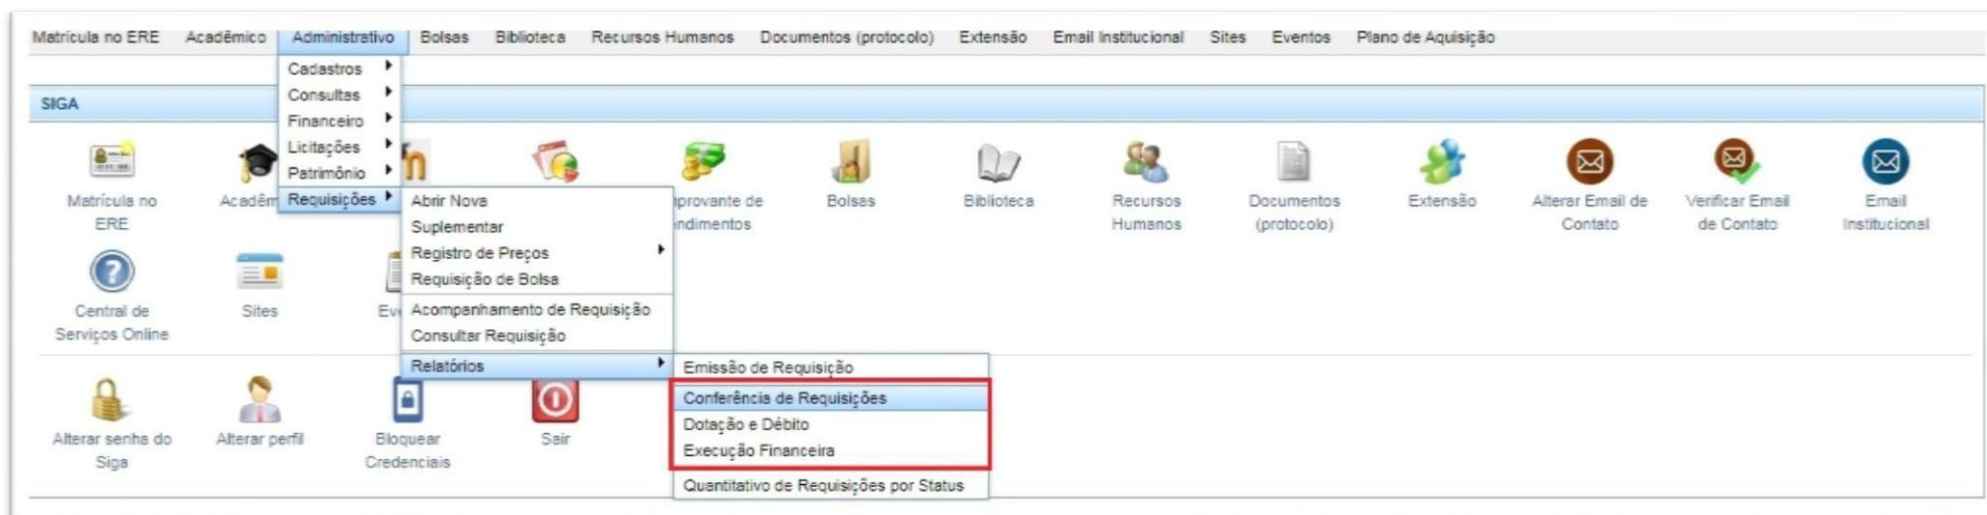 Matrícula no ERE Acadêmico Administrativo Bolsas Biblioteca Recursos Humanos Documentos (protocolo) Extensão Email Institucional Sites Eventos Plano de Aquisição
Cadastros
Consultas
Financeiro
Licitações
Patrimônio
Requisições
SIGA
Abrir Nova
Suplementar
Registro de Preços
Requisição de Bolsa
Acompanhamento de Requisição
Consultar Requisição
Relatórios
Emissão de Requisição
Conferência de Requisições
Dotação e Débito
Execução Financeira
Quantitativo de Requisições por Status
Matrícula no
ERE
Bolsas
Biblioteca
Recursos
Humanos
Documentos
(protocolo)
Extensão
Alterar Email de
Contato
Verificar Email
de Contato
Email
Institucional
Central de
Serviços Online
Sites
Alterar senha do
Siga
Alterar perfil
Bloquear
Credenciais
Sair